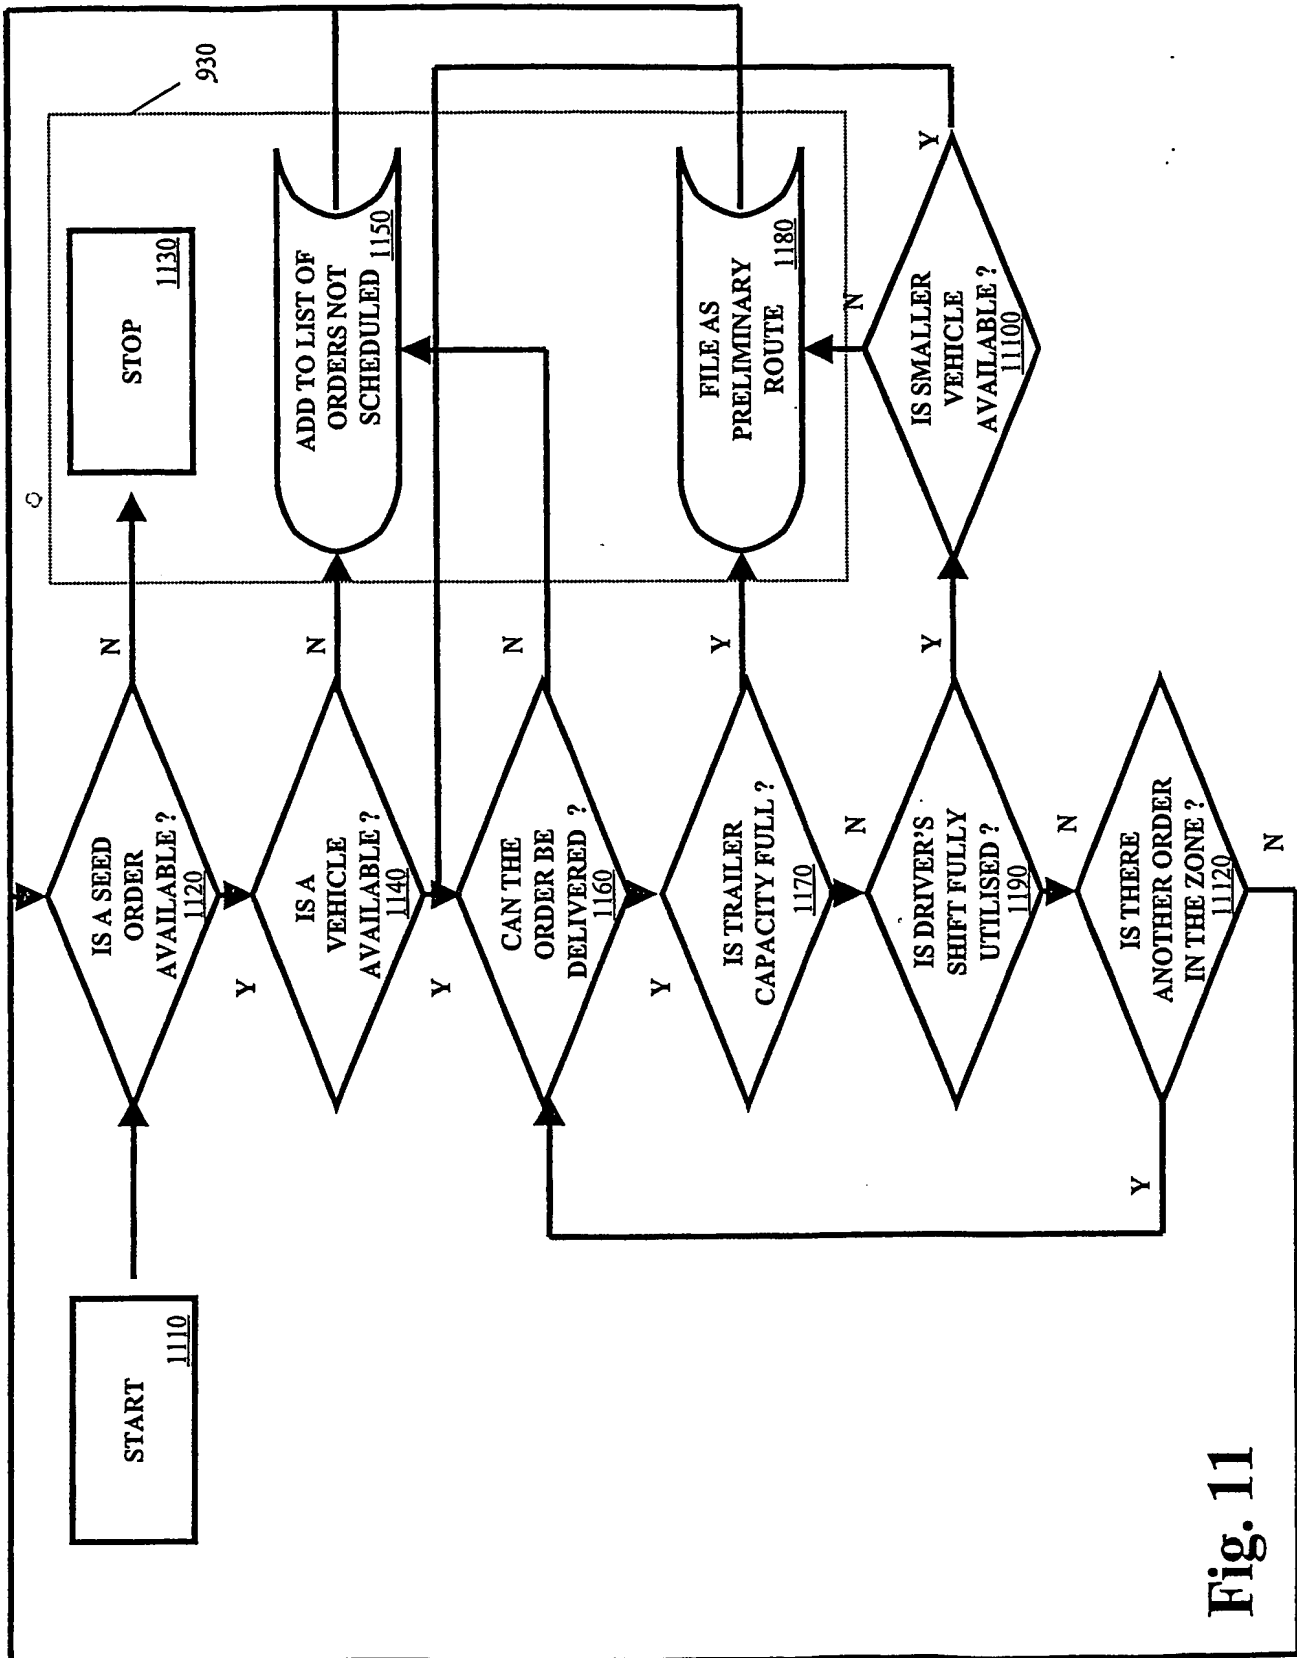 START
1110
IS A SEED
ORDER
AVAILABLE ?
1120
N
STOP
1130
930
Y
IS A
VEHICLE
AVAILABLE ?
1140
N
ADD TO LIST OF
ORDERS NOT
SCHEDULED
1150
Y
CAN THE
ORDER BE
DELIVERED ?
1160
N
Y
IS TRAILER
CAPACITY FULL ?
1170
Y
FILE AS
PRELIMINARY
ROUTE
1180
N
IS DRIVER'S
SHIFT FULLY
UTILISED ?
1190
Y
IS SMALLER
VEHICLE
AVAILABLE ?
11100
N
Y
N
IS THERE
ANOTHER ORDER
IN THE ZONE ?
11120
Y
N
Fig. 11